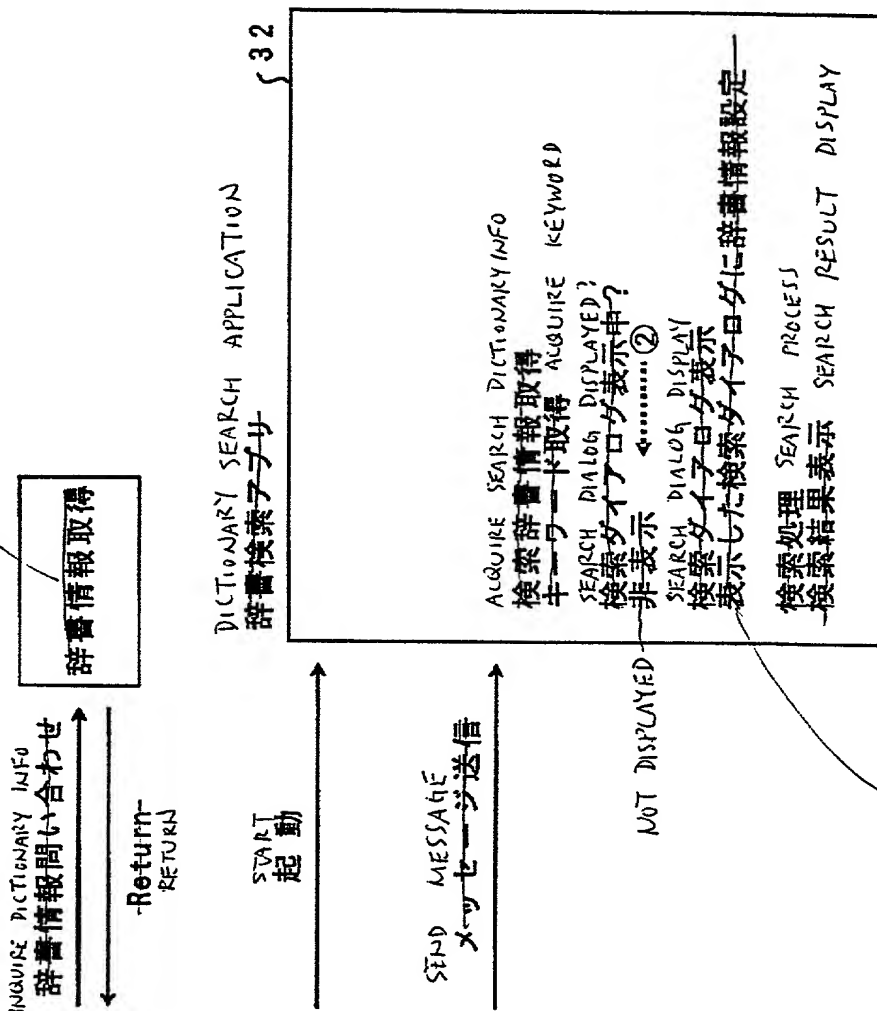 INQUIRE DICTIONARY INFO
辞書情報問い合わせ
辞書情報取得
Return
RETURN
DICTIONARY SEARCH APPLICATION
辞書検索アプリ
32
START
起動
SEND MESSAGE
メッセージ送信
ACQUIRE SEARCH DICTIONARY INFO
検索辞書情報取得
キーワード取得 ACQUIRE KEYWORD
SEARCH DIALOG DISPLAYED?
検索ダイアログ表示中?
非表示 ②
NOT DISPLAYED
SEARCH DIALOG DISPLAY
検索ダイアログ表示
表示した検索ダイアログに辞書情報設定
検索処理 SEARCH PROCESS
検索結果表示 SEARCH RESULT DISPLAY